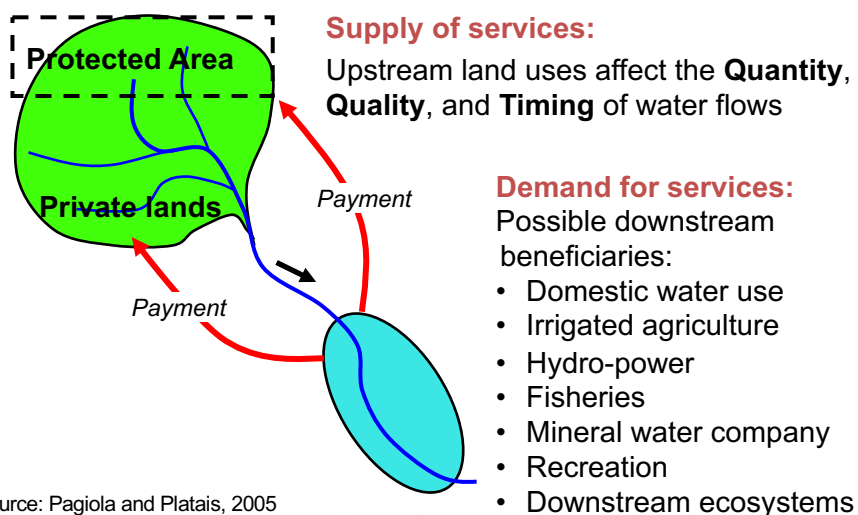 Protected Area
Private lands
Payment
Payment
Supply of services:
Upstream land uses affect the Quantity,
Quality, and Timing of water flows
Demand for services:
Possible downstream
beneficiaries:
• Domestic water use
• Irrigated agriculture
• Hydro-power
• Fisheries
• Mineral water company
• Recreation
• Downstream ecosystems
urce: Pagiola and Platais, 2005